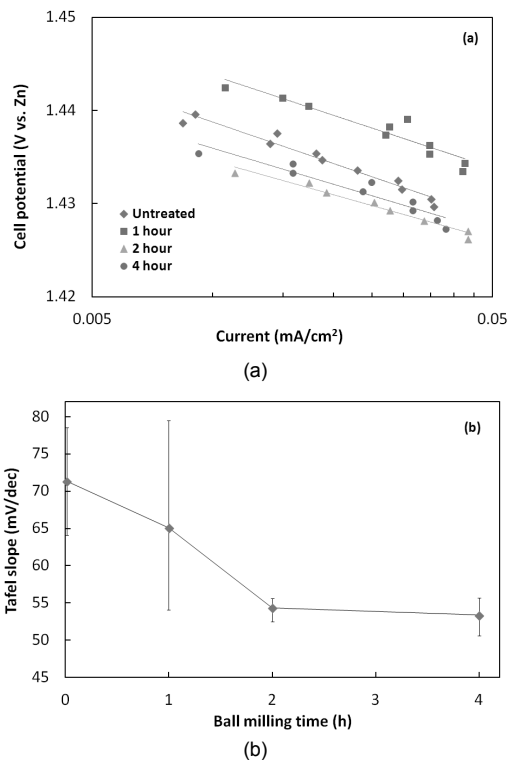 1.45
(a)
1.44
Cell potential (V vs. Zn)
1.43
Untreated
1 hour
2 hour
4 hour
1.42
0.005
0.05
Current (mA/cm²)
(a)
80
(b)
75
70
Tafel slope (mV/dec)
65
60
55
50
45
0 1 2 3 4
Ball milling time (h)
(b)